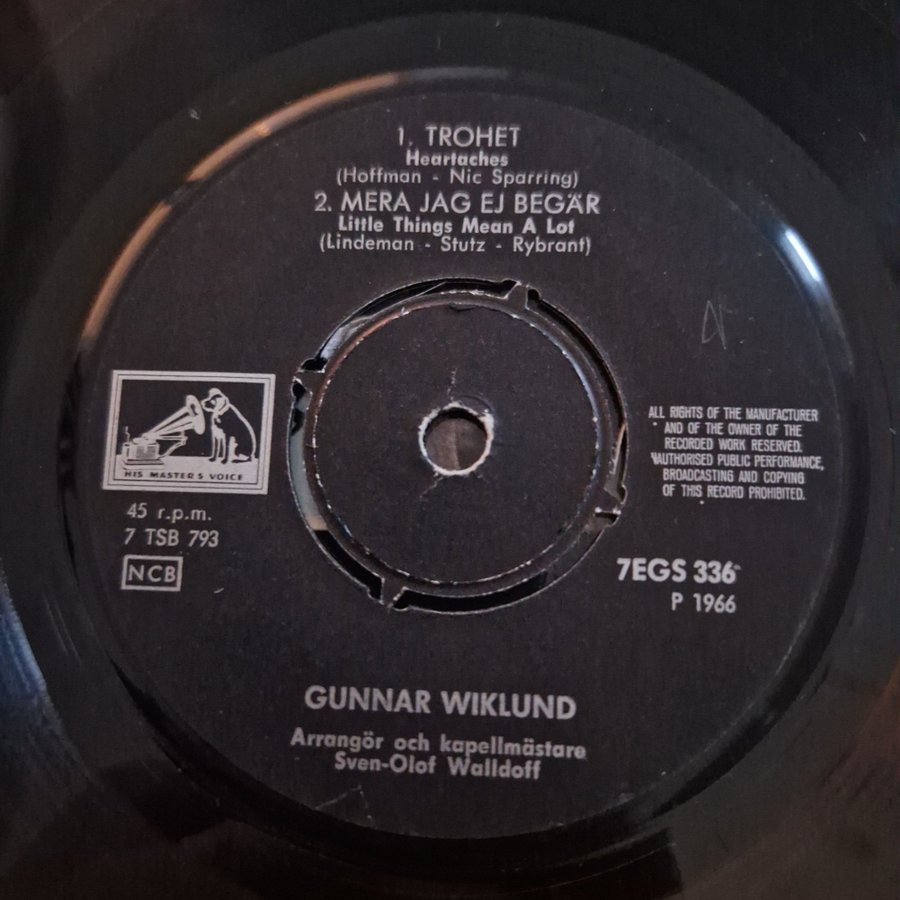 1. TROHET
Heartaches
(Hoffman - Nic Sparring)
2. MERA JAG EJ BEGÄR
Little Things Mean A Lot
(Lindeman - Stutz - Rybrant)
HIS MASTER'S VOICE
45 r.p.m.
7 TSB 793
NCB
ALL RIGHTS OF THE MANUFACTURER
AND OF THE OWNER OF THE
RECORDED WORK RESERVED.
UNAUTHORISED PUBLIC PERFORMANCE,
BROADCASTING AND COPYING
OF THIS RECORD PROHIBITED.
7EGS 336
P 1966
GUNNAR WIKLUND
Arrangör och kapellmästare
Sven-Olof Walldoff